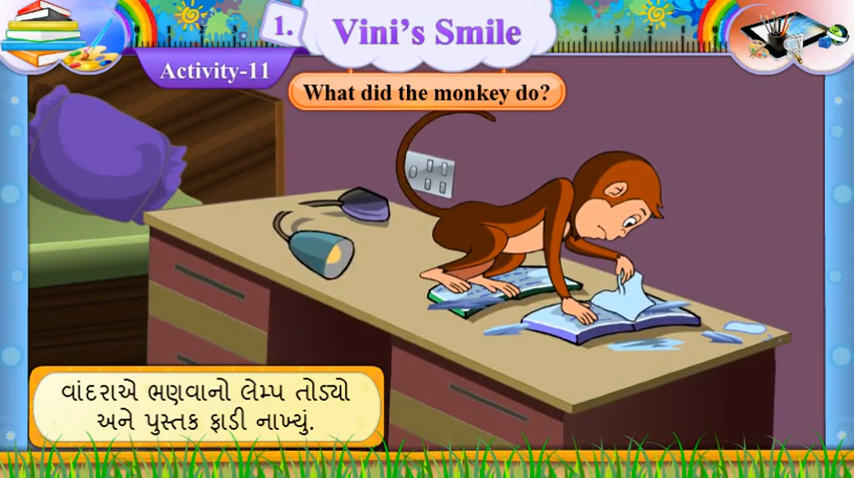 1.
Vini's Smile
Activity-11
What did the monkey do?
વાંદરાએ ભણવાનો લેમ્પ તોડ્યો
અને પુસ્તક ફાડી નાખ્યું.